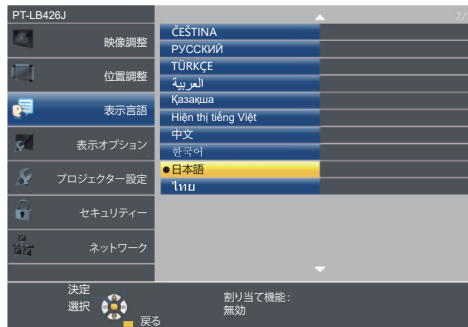 PT-LB426J
2/
映像調整
位置調整
表示言語
表示オプション
プロジェクター設定
セキュリティー
ネットワーク
ČEŠTINA
РУССКИЙ
TÜRKÇE
العربية
Қазақша
Hiện thị tiếng Việt
中文
한국어
●日本語
ไทย
決定
選択
戻る
割り当て機能:
無効